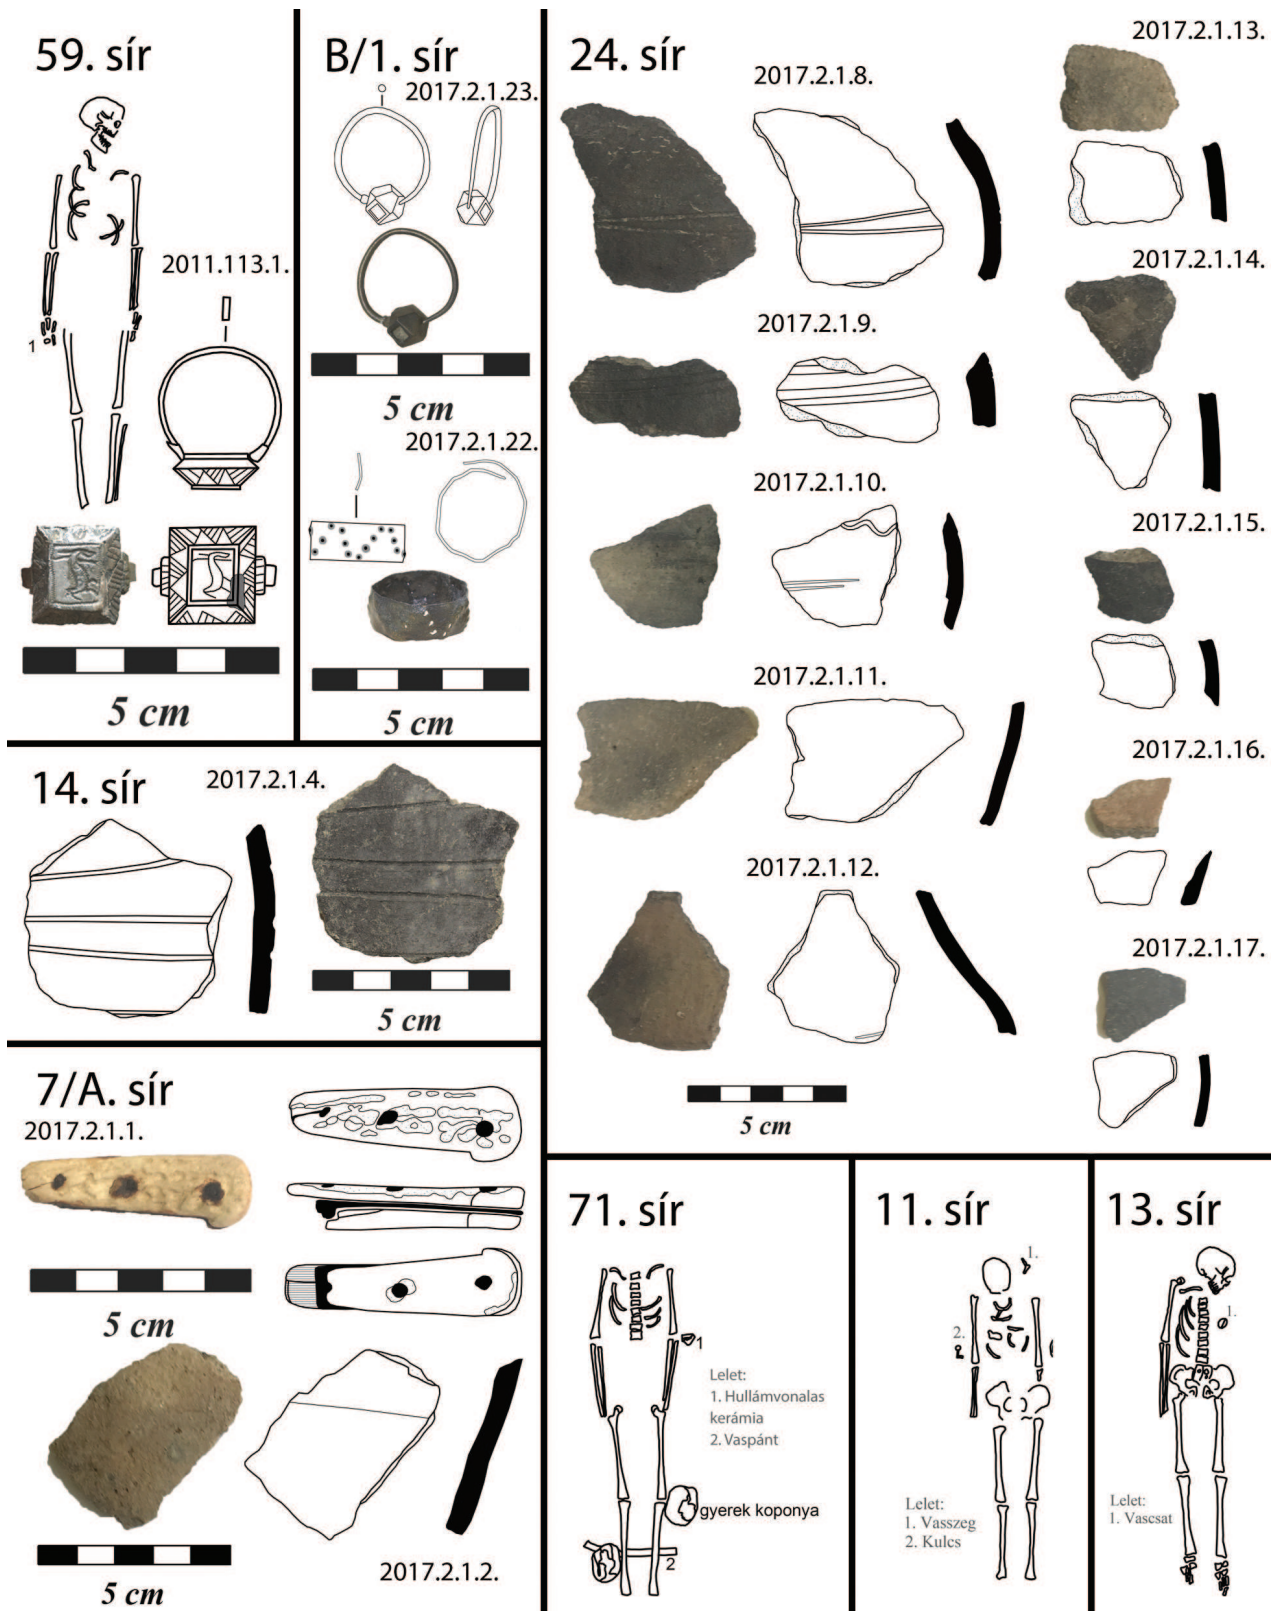 59. sír
1
2011.113.1.
5 cm
B/1. sír
2017.2.1.23.
5 cm
2017.2.1.22.
5 cm
24. sír
2017.2.1.8.
2017.2.1.9.
2017.2.1.10.
2017.2.1.11.
2017.2.1.12.
5 cm
2017.2.1.13.
2017.2.1.14.
2017.2.1.15.
2017.2.1.16.
2017.2.1.17.
14. sír
2017.2.1.4.
5 cm
7/A. sír
2017.2.1.1.
5 cm
5 cm
2017.2.1.2.
71. sír
1
Lelet:
1. Hullámvonalas
kerámia
2. Vaspánt
gyerek koponya
2
11. sír
1.
2.
Lelet:
1. Vasszeg
2. Kulcs
13. sír
1.
Lelet:
1. Vascsat